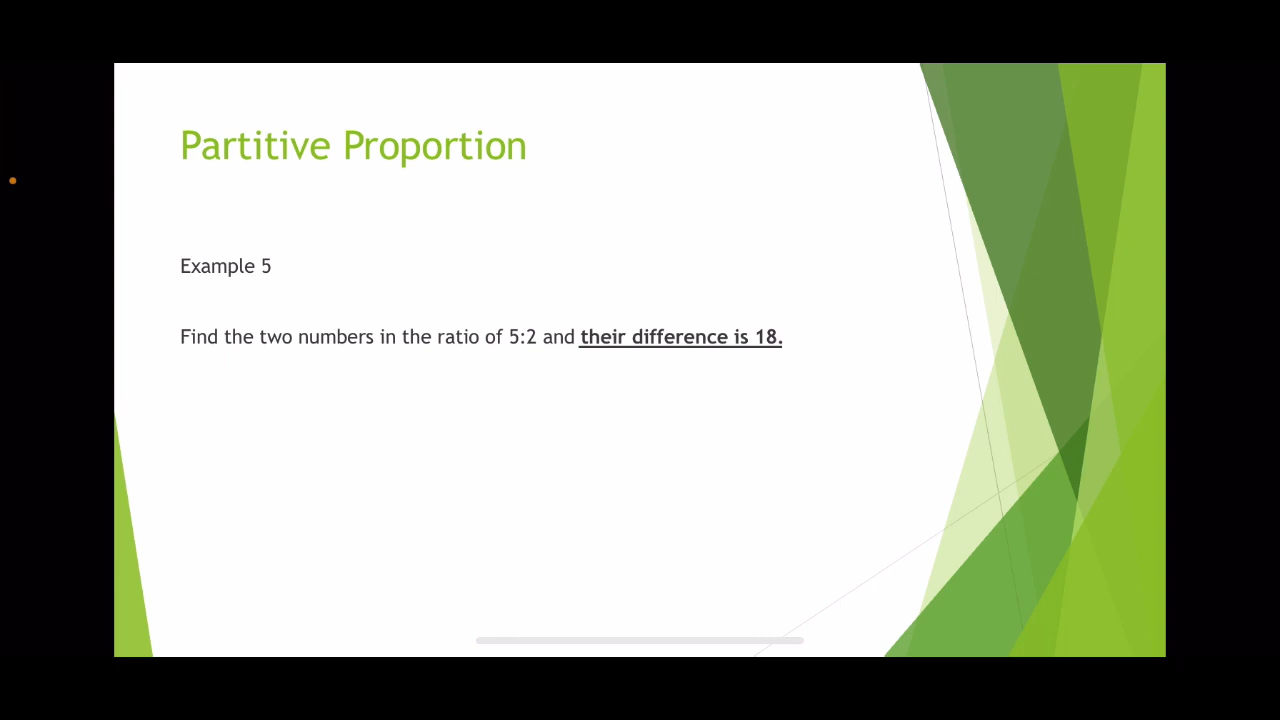 Partitive Proportion
Example 5
Find the two numbers in the ratio of 5:2 and their difference is 18.